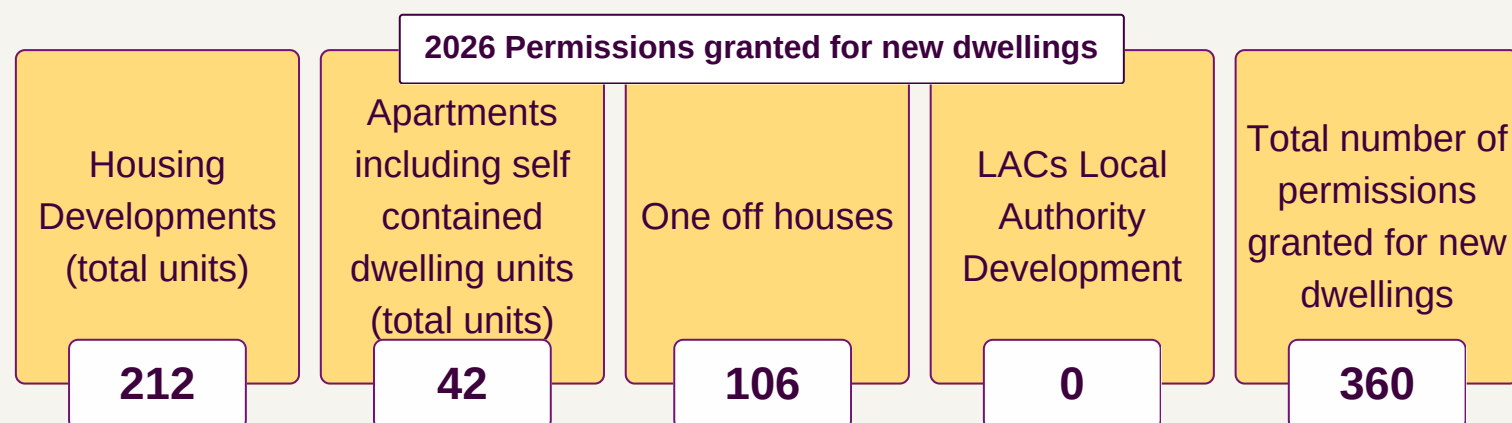 2026 Permissions granted for new dwellings
Housing
Developments
(total units)
212
Apartments
including self
contained
dwelling units
(total units)
42
One off houses
106
LACs Local
Authority
Development
0
Total number of
permissions
granted for new
dwellings
360